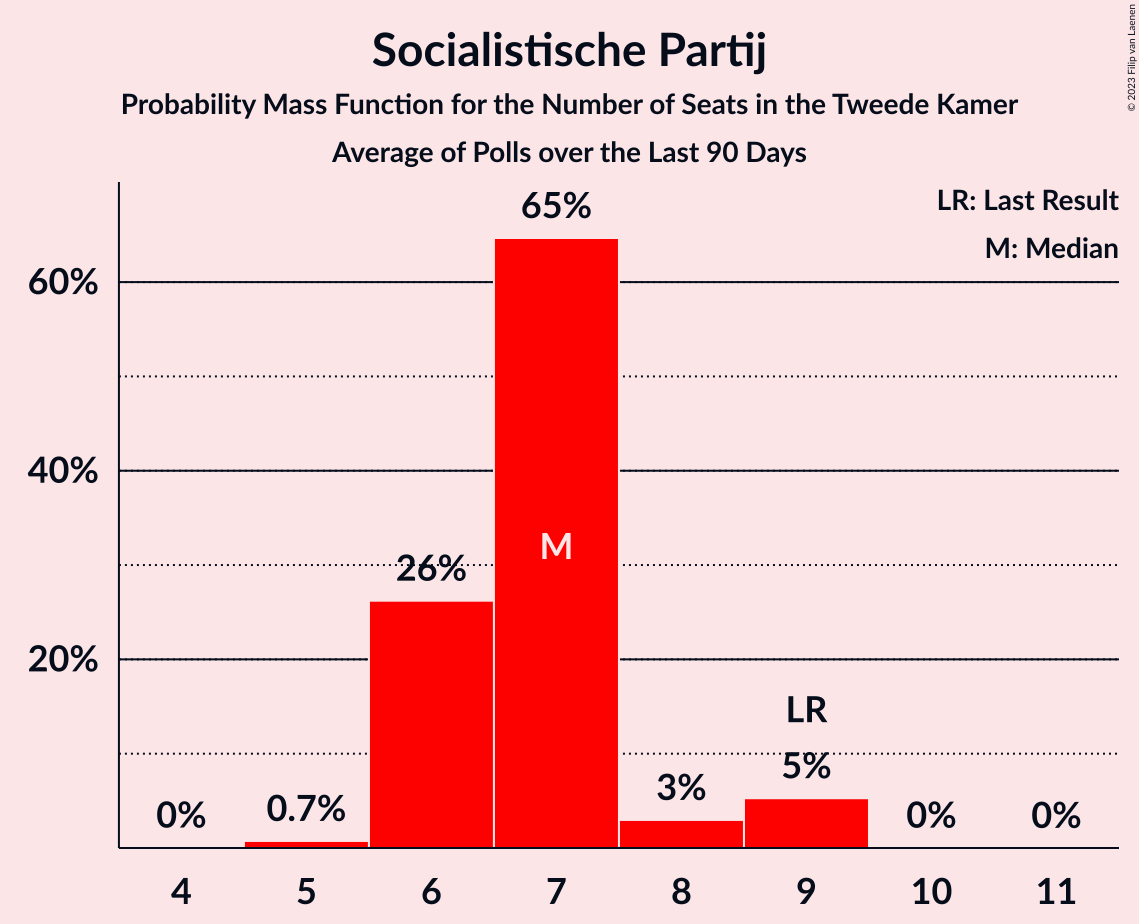 Socialistische Partij
Probability Mass Function for the Number of Seats in the Tweede Kamer
Average of Polls over the Last 90 Days
© 2023 Filip van Laenen
LR: Last Result
M: Median
65%
60%
40%
M
26%
20%
LR
5%
3%
0.7%
0%
0%
0%
4 5 6 7 8 9 10 11